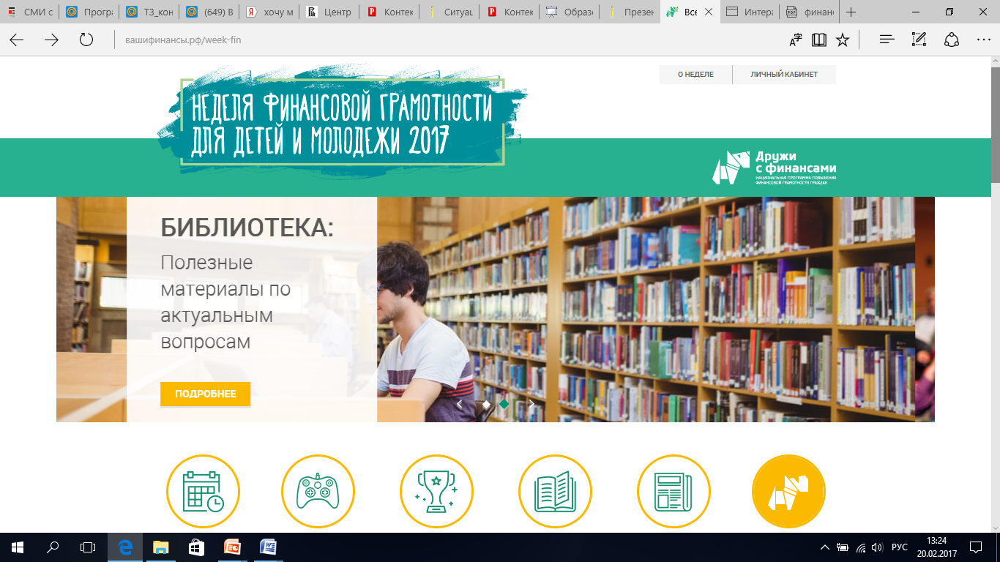 СМИ с
Програ
ТЗ_кон
(649) В
хочу м
Центр
Контек
Ситуац
Контек
Образ
Презен
Все
Интера
финан
вашифинансы.рф/week-fin
О НЕДЕЛЕ
ЛИЧНЫЙ КАБИНЕТ
НЕДЕЛЯ ФИНАНСОВОЙ ГРАМОТНОСТИ
ДЛЯ ДЕТЕЙ И МОЛОДЕЖИ 2017
Дружи
с финансами
НАЦИОНАЛЬНАЯ ПРОГРАММА ПОВЫШЕНИЯ
ФИНАНСОВОЙ ГРАМОТНОСТИ ГРАЖДАН
БИБЛИОТЕКА:
Полезные
материалы по
актуальным
вопросам
ПОДРОБНЕЕ
РУС
13:24
20.02.2017